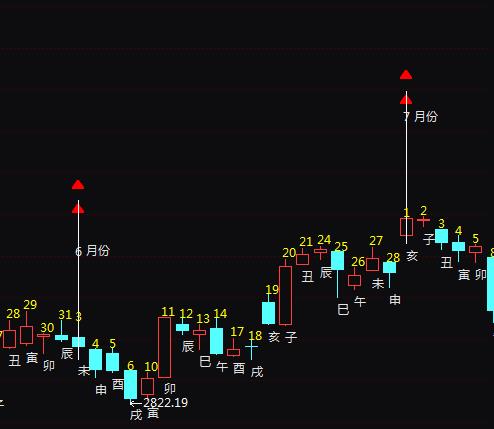 7 月份
1
2
3
4
5
子
亥
丑
寅
卯
申
6 月份
20
21
24
25
26
27
28
丑
辰
巳
午
未
19
亥
子
28
29
30
31
3
4
5
6
10
11
12
13
14
17
18
丑
寅
卯
辰
未
申
酉
戌
寅
卯
辰
巳
午
酉
戌
←2822.19